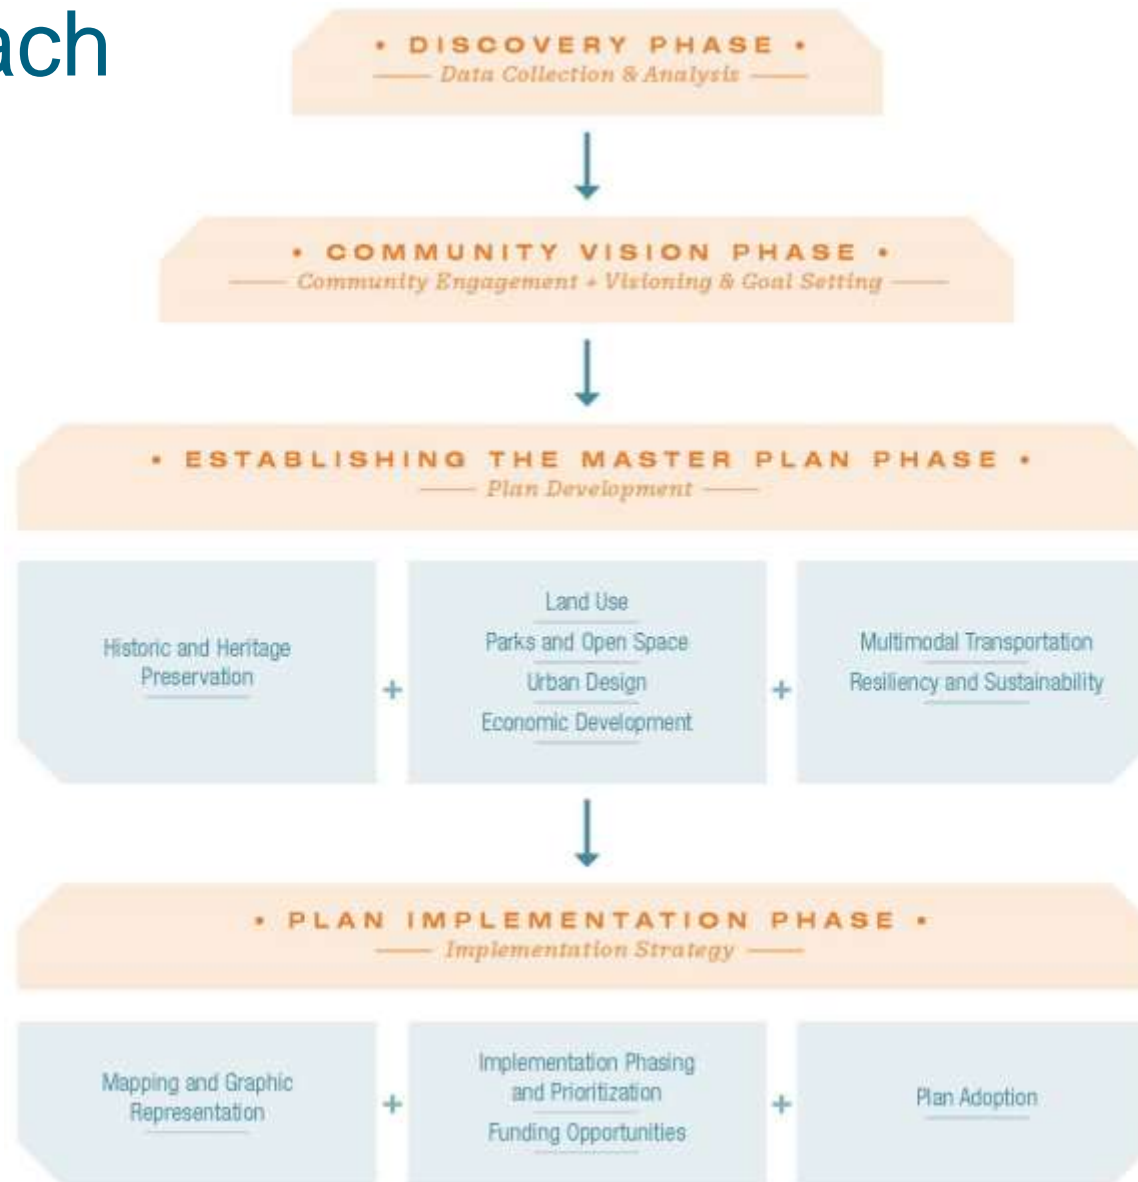 ach
• DISCOVERY PHASE •
Data Collection & Analysis
• COMMUNITY VISION PHASE •
Community Engagement + Visioning & Goal Setting
• ESTABLISHING THE MASTER PLAN PHASE •
Plan Development
Historic and Heritage
Preservation
+
Land Use
Parks and Open Space
Urban Design
Economic Development
+
Multimodal Transportation
Resiliency and Sustainability
• PLAN IMPLEMENTATION PHASE •
Implementation Strategy
Mapping and Graphic
Representation
+
Implementation Phasing
and Prioritization
Funding Opportunities
+
Plan Adoption